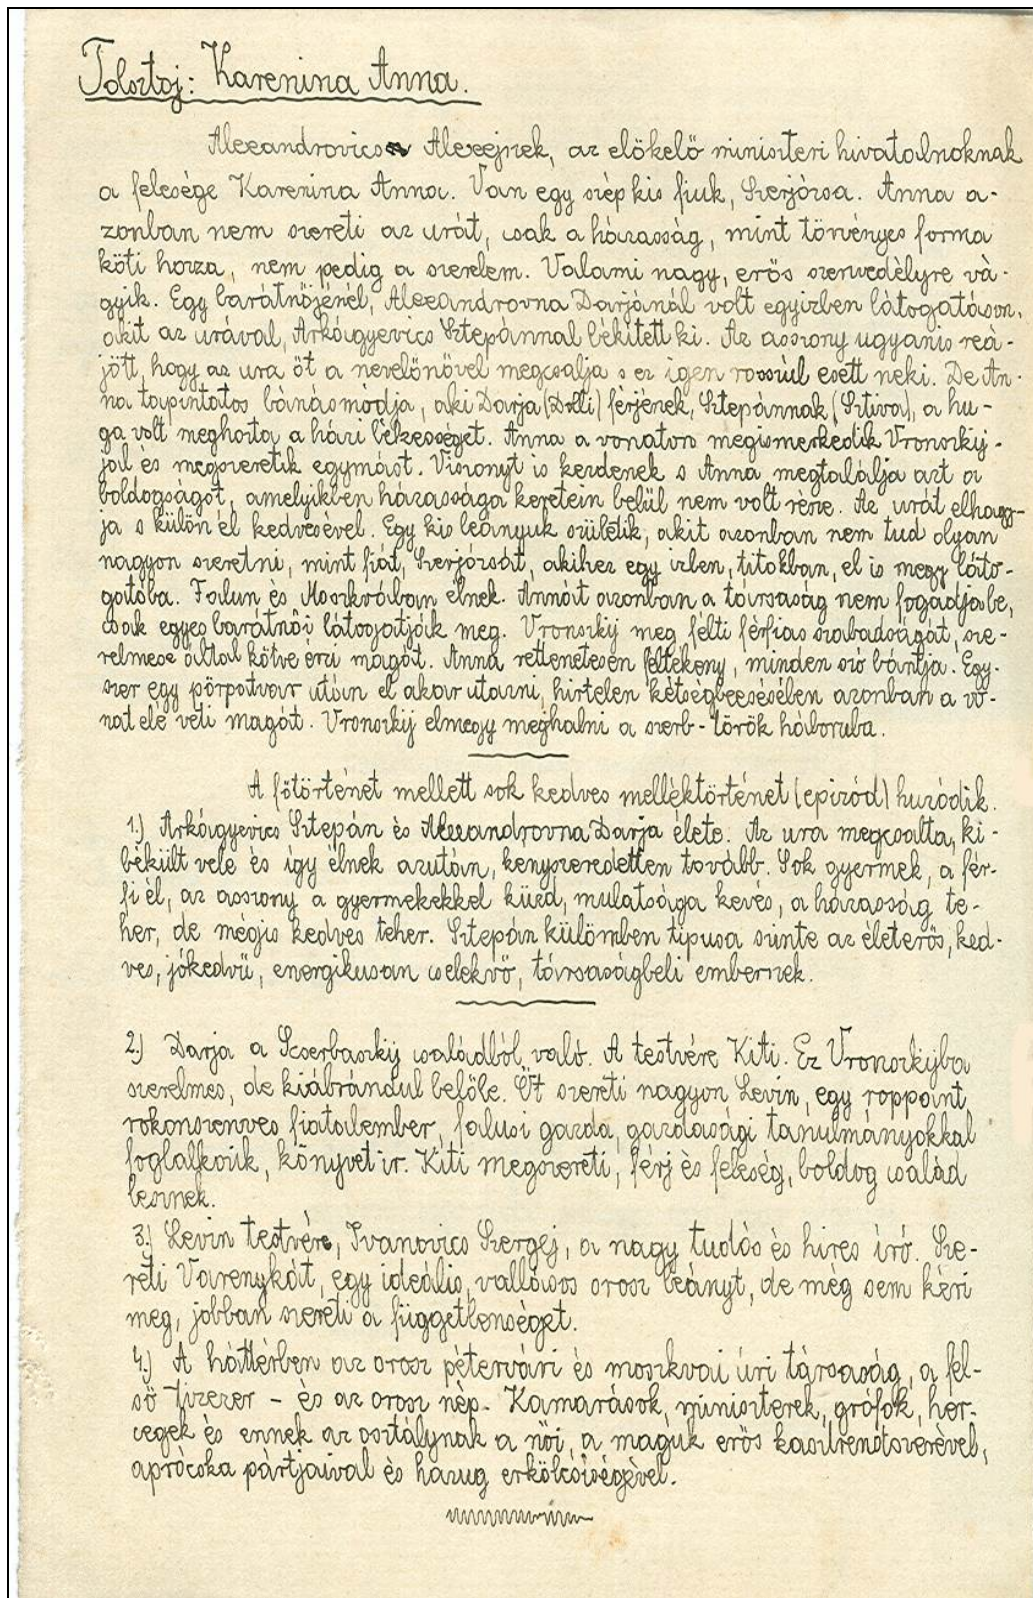 Tolsztoj: Karenina Anna.
Alexandrovics Alexejnek, az előkelő miniszteri hivatalnoknak
a felesége Karenina Anna. Van egy szép kis fiuk, Szerjózsa. Anna a-
zonban nem szereti az urát, csak a házasság, mint törvényes forma
köti hozza, nem pedig a szerelem. Valami nagy, erős szenvedélyre vá-
gyik. Egy barátnőjénél, Alexandrovna Darjánál volt egyizben látogatóson,
akit az urával, Arkágyevics Sztepánnal békitett ki. Az asszony ugyanis reá-
jött, hogy az ura őt a nevelőnővel megcsalja s ez igen rosszúl esett neki. De An-
na tapintatos bánásmódja, aki Darja (Dolli) férjének, Sztepánnak (Sztiva), a hu-
ga volt meghozta a házi békességet. Anna a vonaton megismerkedik Vronszkij-
jal és megszeretik egymást. Viszonyt is kezdenek s Anna megtalálja azt a
boldogságot, amelyikben házassága keretein belül nem volt része. Az urát elhagy-
ja s külön él kedvesével. Egy kis leányuk születik, akit azonban nem tud olyan
nagyon szeretni, mint fiát, Szerjózsát, akihez egy izben, titokban, el is megy láto-
gatóba. Falun és Moszkvában élnek. Annát azonban a társaság nem fogadja be,
csak egyes barátnői látogatják meg. Vronszkij meg félti férfias szabadságát, sze-
relmese által kötve érzi magát. Anna rettenetesen féltékeny, minden szó bántja. Egy-
szer egy pörpatvar után el akar utazni, hirtelen kétségbeesésében azonban a vo-
nat elé veti magát. Vronszkij elmegy meghalni a szerb-török háboruba.
A főtörténet mellett sok kedves melléktörténet (epizód) huzódik.
1.) Arkágyevics Sztepán és Alexandrovna Darja élete. Az ura megcsalta, ki-
békült vele és így élnek azután, kényszeredetten tovább. Sok gyermek, a fér-
fi él, az asszony a gyermekekkel küzd, mulatsága kevés, a házasság te-
her, de mégis kedves teher. Sztepán külömben tipusa szinte az életerős, ked-
ves, jókedvü, energikusan cselekvő, társaságbeli embernek.
2.) Darja a Scserbaszkij családból való. A testvére Kiti. Ez Vronszkijba
szerelmes, de kiábrándul belőle. Őt szereti nagyon Levin, egy roppant
rokonszenves fiatalember, falusi gazda, gazdasági tanulmányokkal
foglalkozik, könyvet ir. Kiti megszereti, férj és feleség, boldog család
lesznek.
3.) Levin testvére, Ivanovics Szergej, a nagy tudós és hires író. Sze-
reti Varenykát, egy ideális, vallásos orosz leányt, de még sem kéri
meg, jobban szereti a függetlenséget.
4.) A háttérben az orosz pétervári és moszkvai úri társaság, a fel-
ső tizezer – és az orosz nép. Kamarások, miniszterek, grófok, her-
cegek és ennek az osztálynak a női, a maguk erős kasztrendszerével,
aprócska pártjaival és hazug erkölcsiségével.